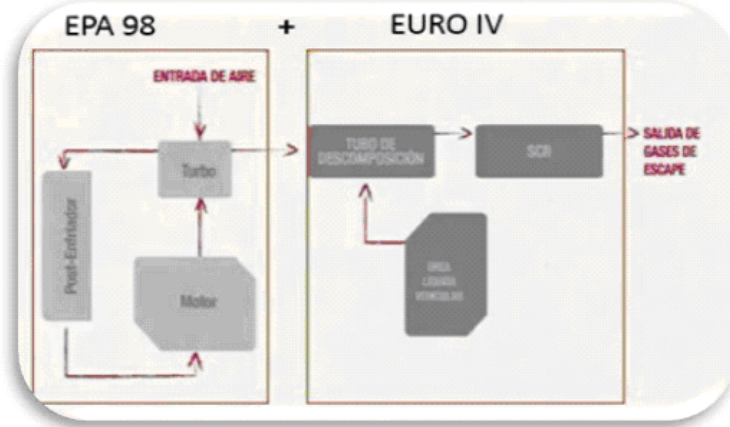 EPA 98 + EURO IV
ENTRADA DE AIRE
Turbo
Post-Enfriador
Motor
TUBO DE
DESCOMPOSICIÓN
SCR
SALIDA DE
GASES DE
ESCAPE
UREA
LÍQUIDA
VEHICULAR